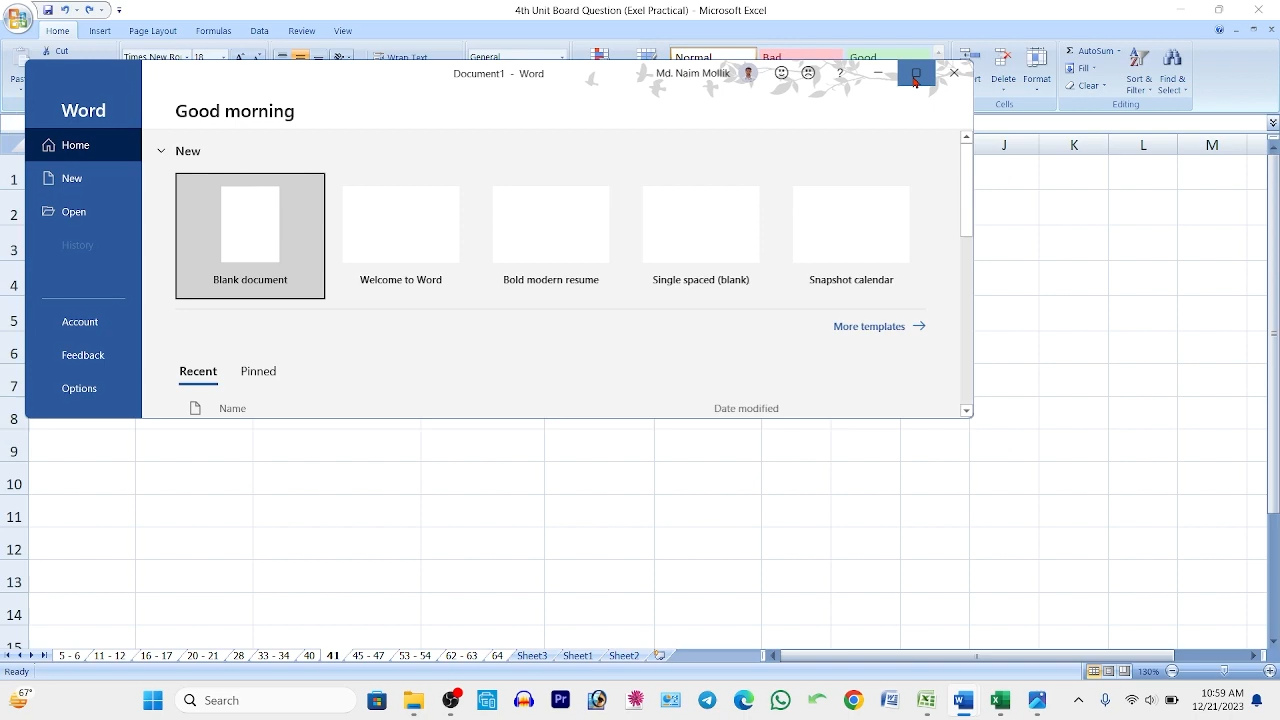 4th Unit Board Question (Exel Practical) - Microsoft Excel
Home Insert Page Layout Formulas Data Review View
Cut
Times New Ro 18 Wrap Text General Normal Bad Good AutoSum
Fill
Clear
Delete Format Sort & Filter Find & Select
Cells Editing
Document1 - Word
Md. Naim Mollik
?
Word
Good morning
Home
New
New
Open
History
Blank document
Welcome to Word
Bold modern resume
Single spaced (blank)
Snapshot calendar
More templates
Account
Feedback
Options
Recent Pinned
Name Date modified
J K L M
1
2
3
4
5
6
7
8
9
10
11
12
13
14
15
5 - 6 11 - 12 16 - 17 20 - 21 28 33 - 34 40 41 45 - 47 53 - 54 62 - 63 64 Sheet3 Sheet1 Sheet2
Ready
130%
67°
Search
10:59 AM
12/21/2023